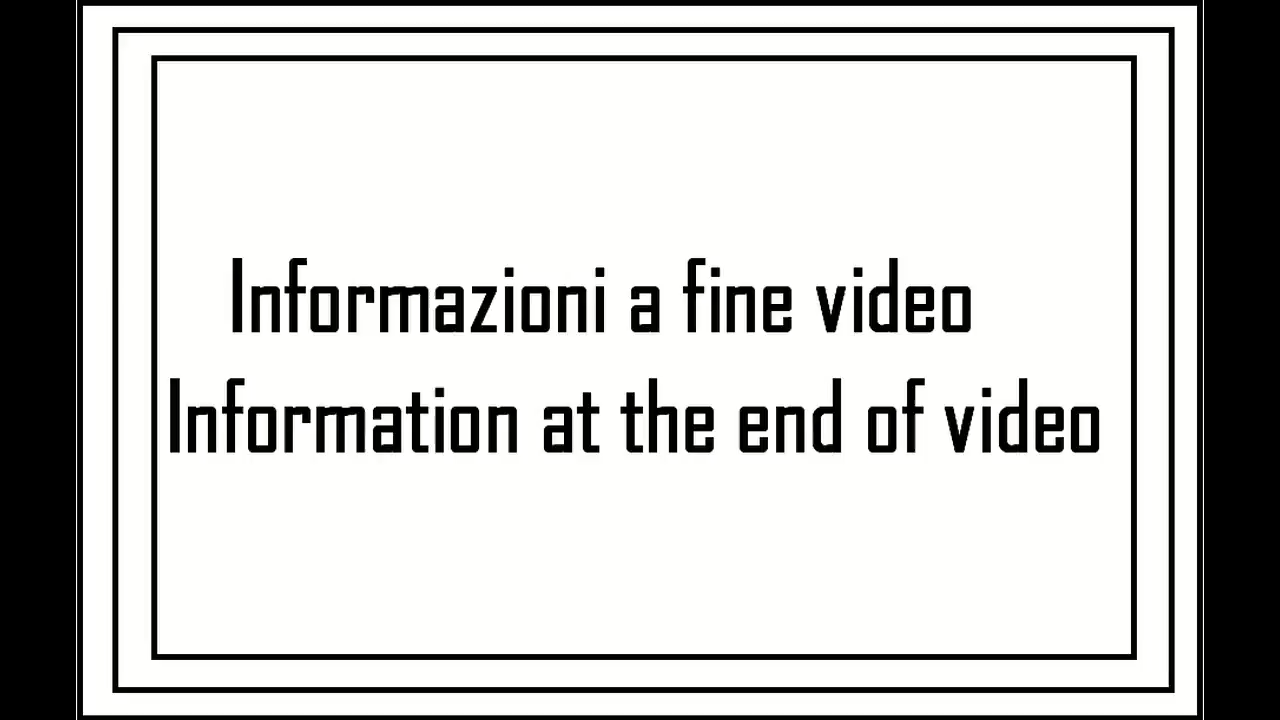 Informazioni a fine video
Information at the end of video